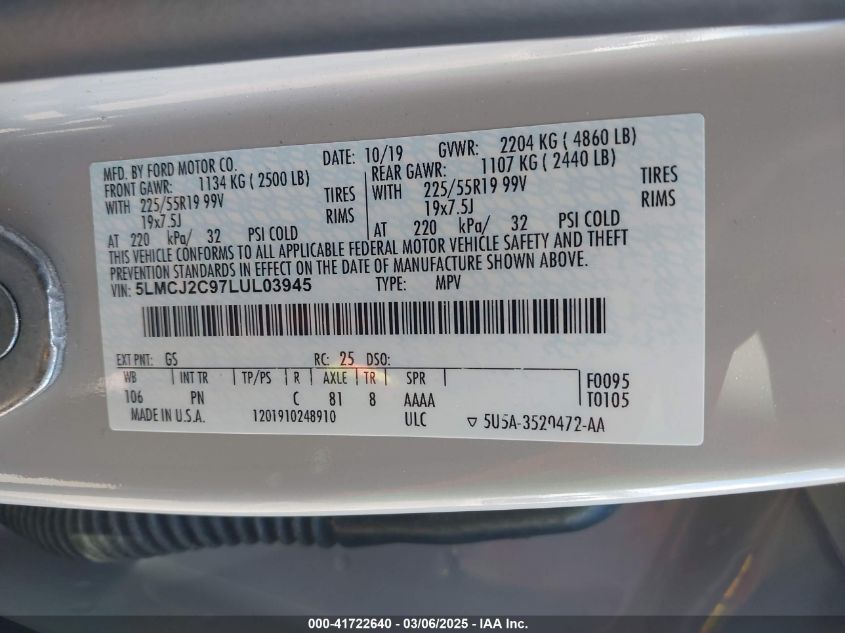 MFD. BY FORD MOTOR CO. DATE: 10/19 GVWR: 2204 KG ( 4860 LB)
FRONT GAWR: 1134 KG ( 2500 LB) REAR GAWR: 1107 KG ( 2440 LB)
WITH 225/55R19 99V TIRES WITH 225/55R19 99V TIRES
19x7.5J RIMS 19x7.5J RIMS
AT 220 kPa/ 32 PSI COLD AT 220 kPa/ 32 PSI COLD
THIS VEHICLE CONFORMS TO ALL APPLICABLE FEDERAL MOTOR VEHICLE SAFETY AND THEFT
PREVENTION STANDARDS IN EFFECT ON THE DATE OF MANUFACTURE SHOWN ABOVE.
VIN: 5LMCJ2C97LUL03945 TYPE: MPV
EXT PNT: GS RC: 25 DSO:
WB INT TR TP/PS R AXLE TR SPR F0095
106 PN C 81 8 AAAA T0105
MADE IN U.S.A. 1201910248910 ULC ▽ 5U5A-3520472-AA
000-41722640 - 03/06/2025 - IAA Inc.